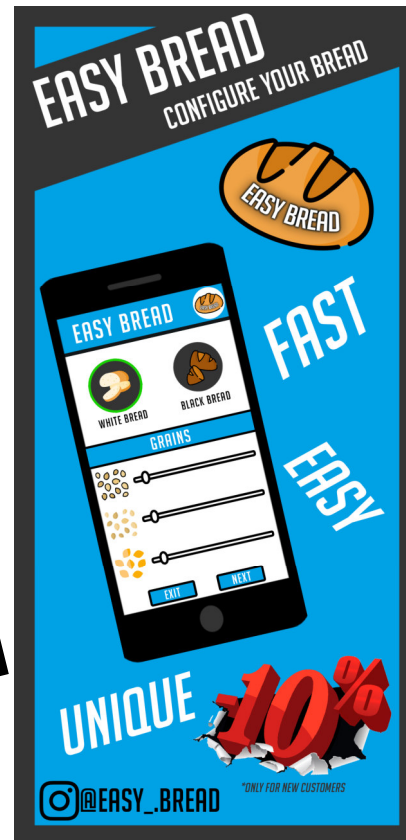 EASY BREAD
CONFIGURE YOUR BREAD
EASY BREAD
FAST
EASY BREAD
WHITE BREAD
BLACK BREAD
GRAINS
EASY
EXIT
NEXT
UNIQUE
-10%
*ONLY FOR NEW CUSTOMERS
@EASY_.BREAD